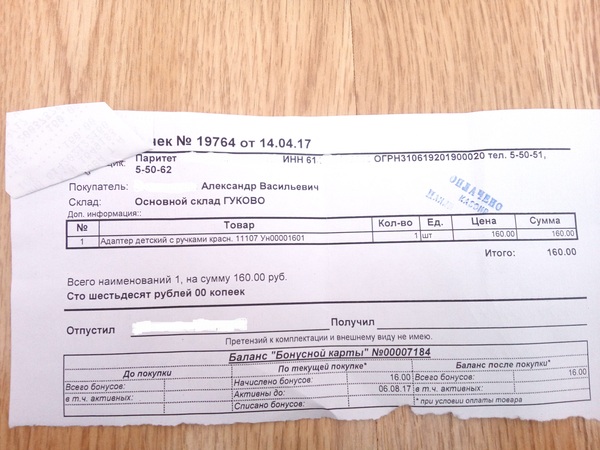 чек № 19764 от 14.04.17
Паритет ИНН 61 ОГРН310619201900020 тел. 5-50-51,
5-50-62
Покупатель: Александр Васильевич
Склад: Основной склад ГУКОВО
Доп. информация::
ОПЛАЧЕНО
№ Товар Кол-во Ед. Цена Сумма
1 Адаптер детский с ручками красн. 11107 Ун00001601 1 шт 160.00 160.00
Итого: 160.00
Всего наименований 1, на сумму 160.00 руб.
Сто шестьдесят рублей 00 копеек
Отпустил Получил
Претензий к комплектации и внешнему виду не имею.
Баланс "Бонусной карты" №00007184
До покупки По текущей покупке* Баланс после покупки*
Всего бонусов: Начислено бонусов: 16.00 Всего бонусов: 16.00
в т.ч. активных: Активны до: 06.08.17 в т.ч. активных:
Списано бонусов: * при условии оплаты товара